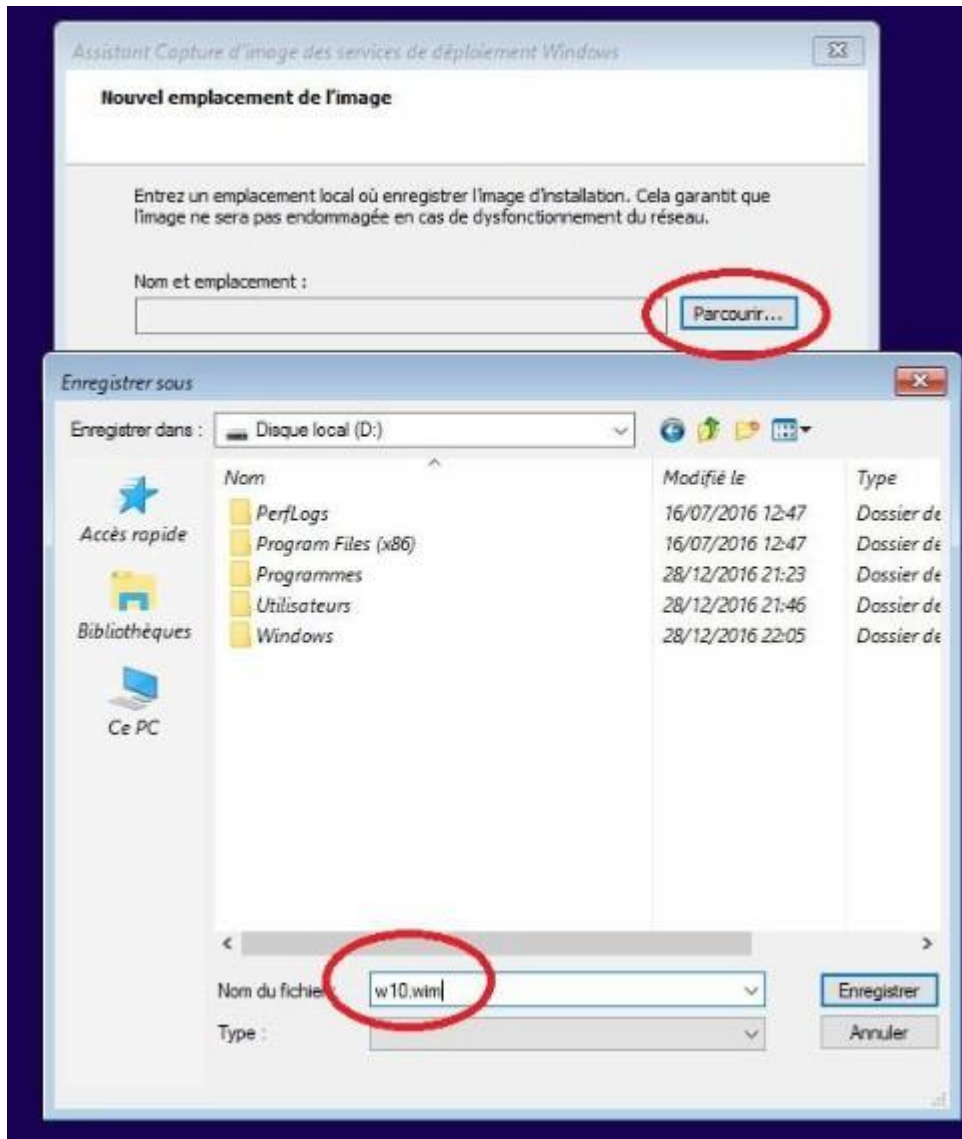 Assistant Capture d'image des services de déploiement Windows
Nouvel emplacement de l'image
Entrez un emplacement local où enregistrer l'image d'installation. Cela garantit que
l'image ne sera pas endommagée en cas de dysfonctionnement du réseau.
Nom et emplacement :
Parcourir...
Enregistrer sous
Enregistrer dans : Disque local (D:)
Nom Modifié le Type
PerfLogs 16/07/2016 12:47 Dossier de
Program Files (x86) 16/07/2016 12:47 Dossier de
Programmes 28/12/2016 21:23 Dossier de
Utilisateurs 28/12/2016 21:46 Dossier de
Windows 28/12/2016 22:05 Dossier de
Accès rapide
Bibliothèques
Ce PC
Nom du fichier w10.wim Enregistrer
Type : Annuler